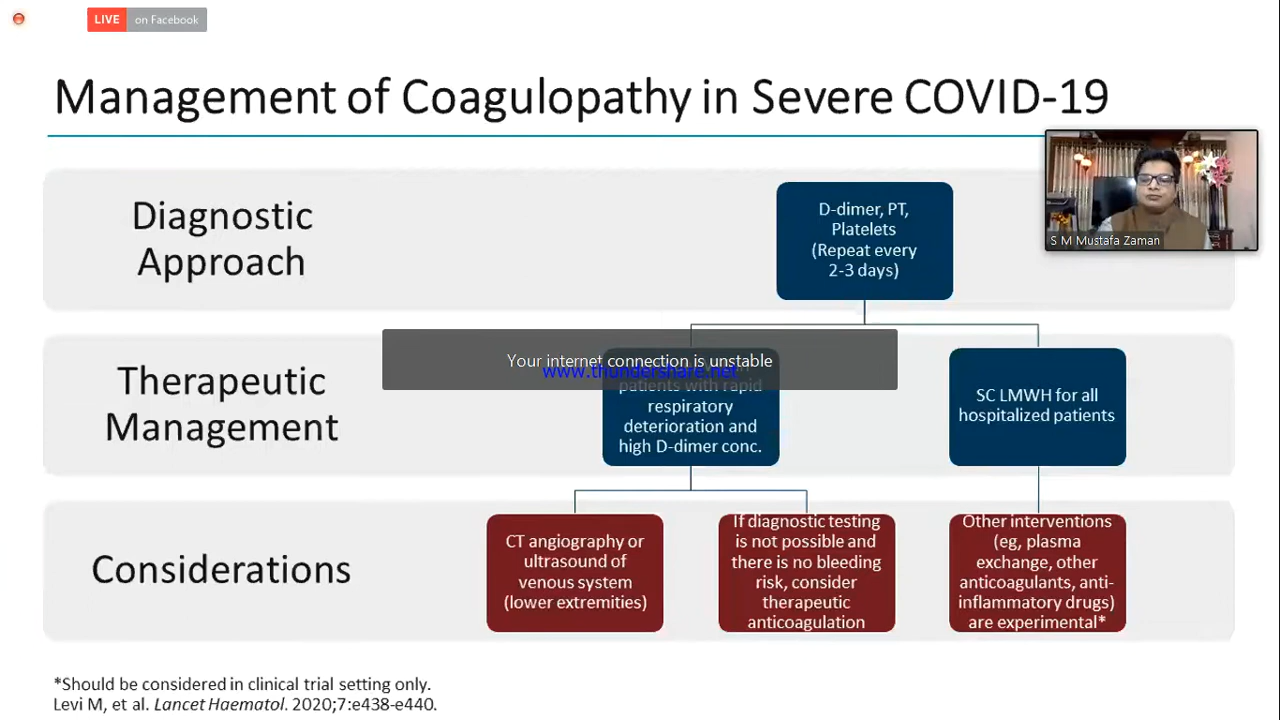 LIVE on Facebook
Management of Coagulopathy in Severe COVID-19
S M Mustafa Zaman
Diagnostic
Approach
D-dimer, PT,
Platelets
(Repeat every
2-3 days)
Your internet connection is unstable
www.thundershare.net
Therapeutic
Management
patients with rapid
respiratory
deterioration and
high D-dimer conc.
SC LMWH for all
hospitalized patients
Considerations
CT angiography or
ultrasound of
venous system
(lower extremities)
If diagnostic testing
is not possible and
there is no bleeding
risk, consider
therapeutic
anticoagulation
Other interventions
(eg, plasma
exchange, other
anticoagulants, anti-
inflammatory drugs)
are experimental*
*Should be considered in clinical trial setting only.
Levi M, et al. Lancet Haematol. 2020;7:e438-e440.